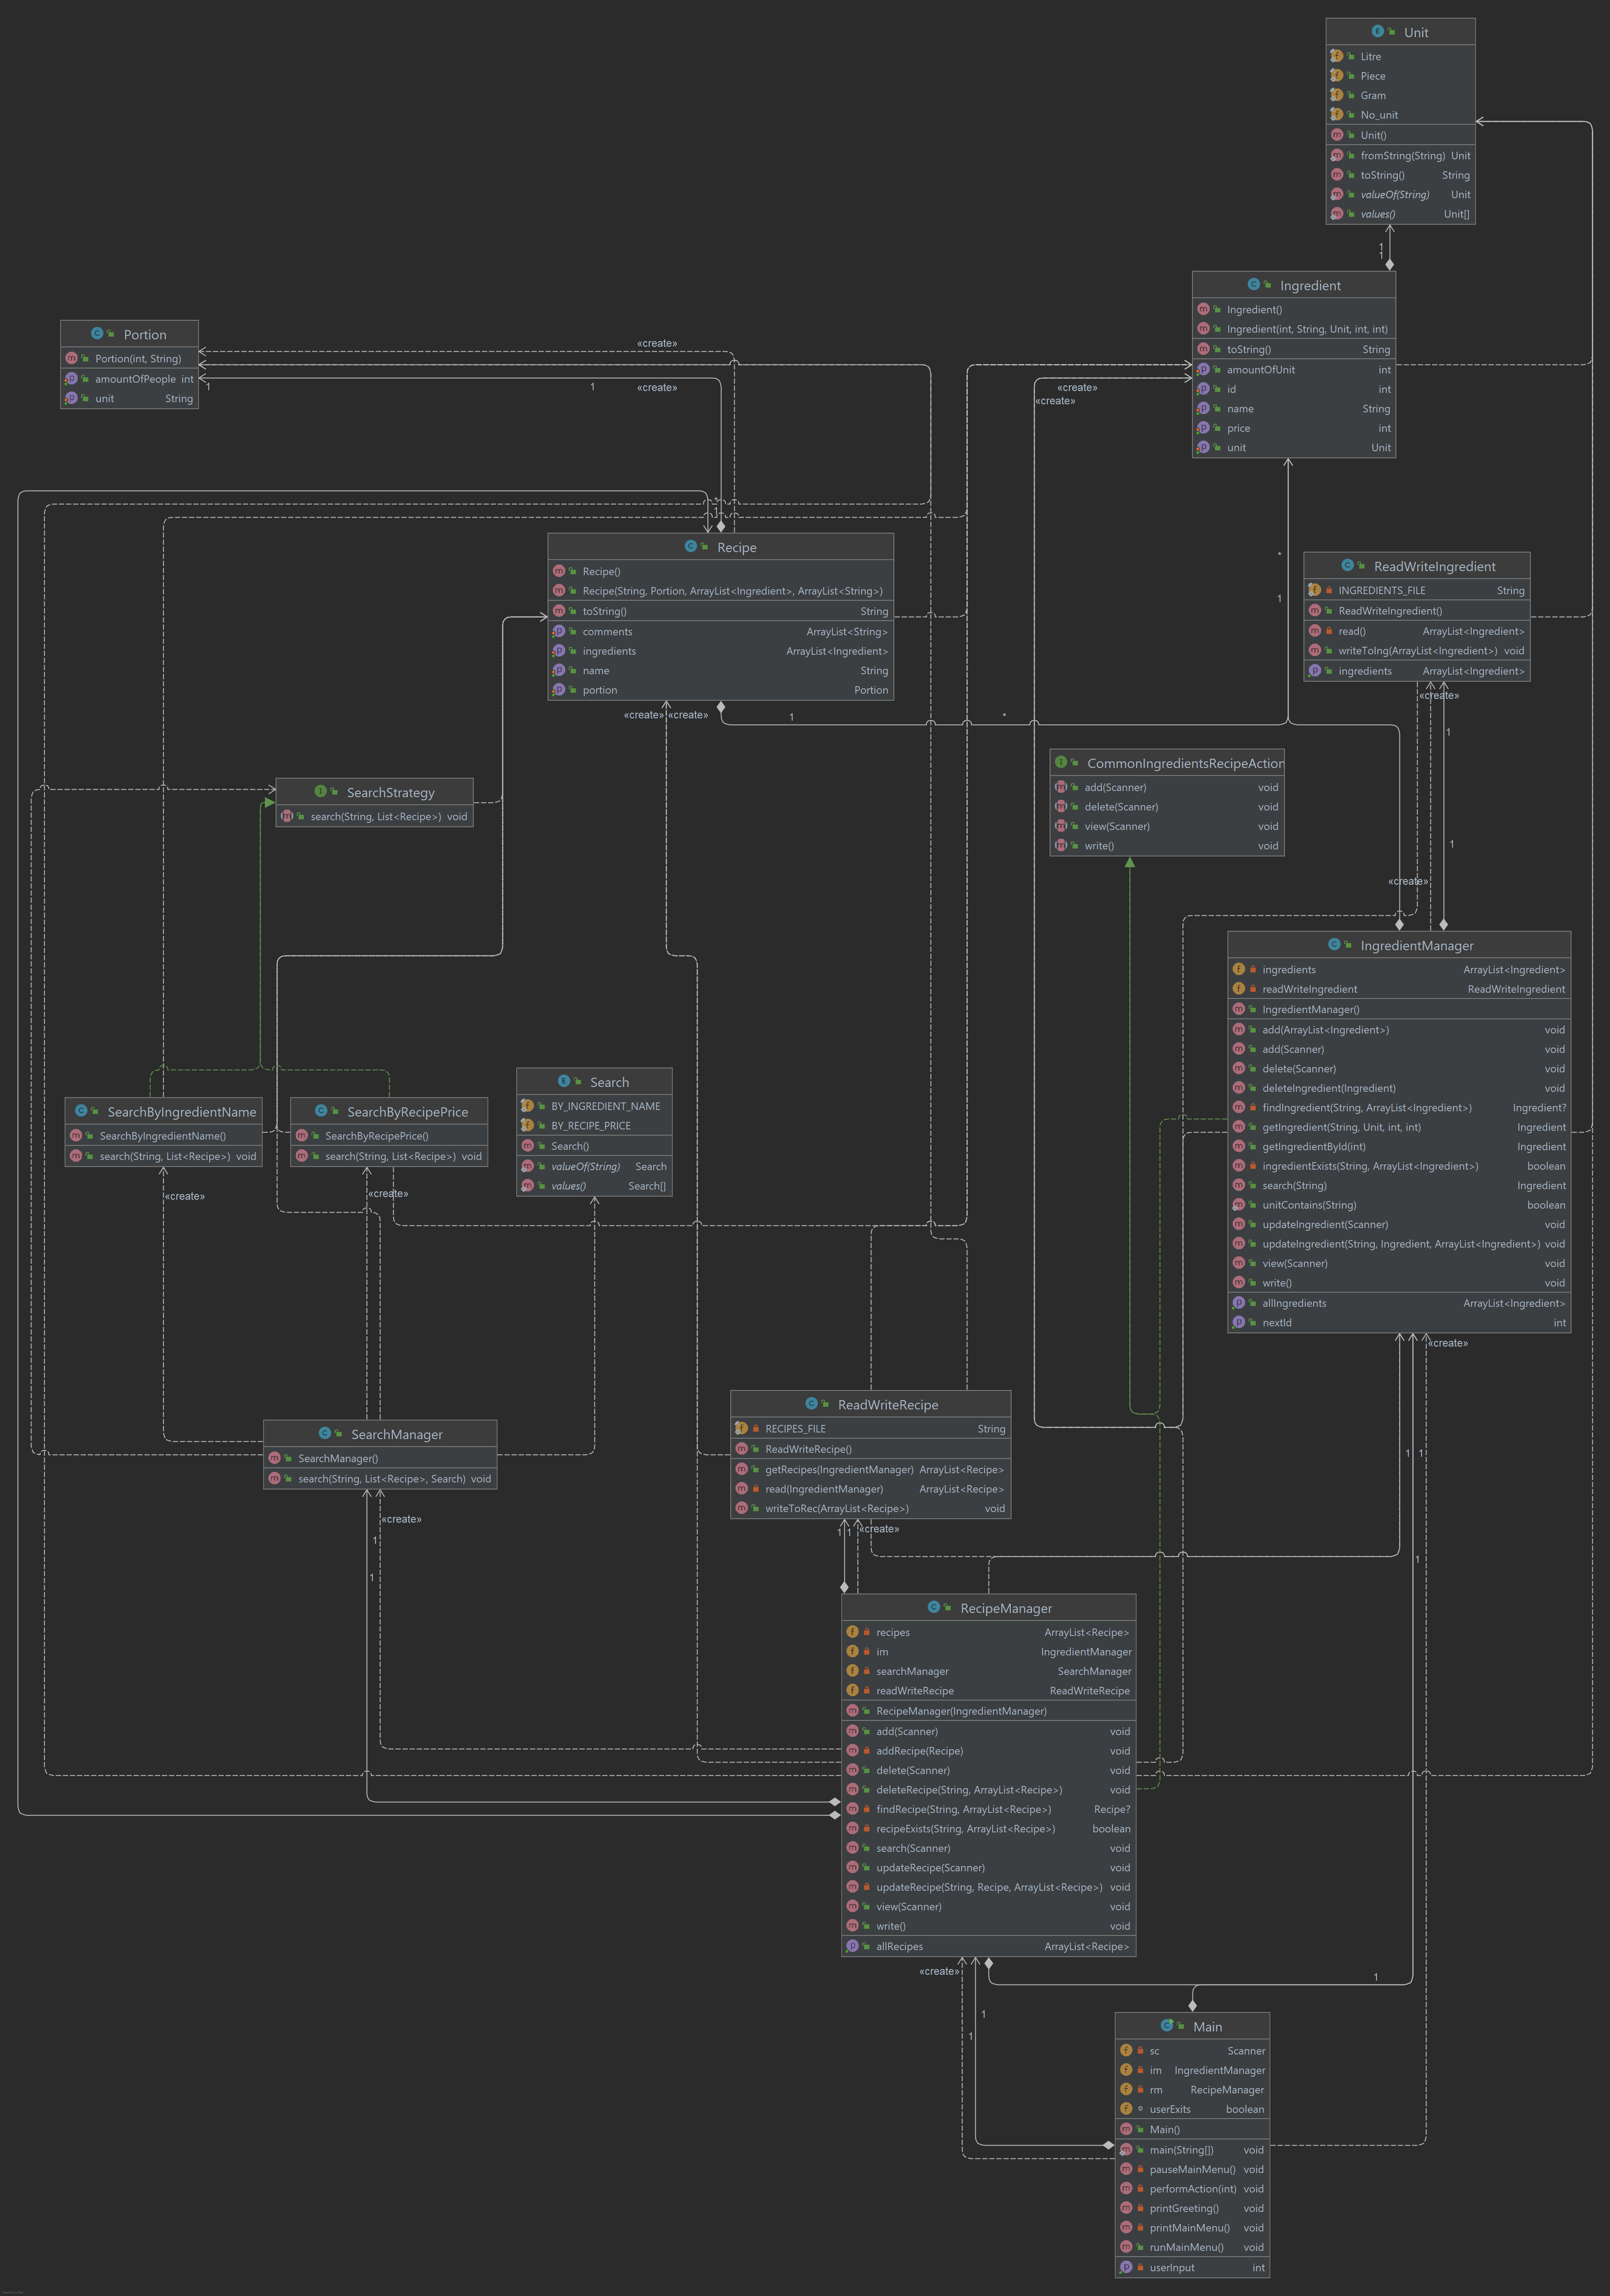 Unit
Litre
Piece
Gram
No_unit
Unit()
fromString(String) Unit
toString() String
valueOf(String) Unit
values() Unit[]
1
1
Ingredient
Ingredient()
Ingredient(int, String, Unit, int, int)
toString() String
amountOfUnit int
id int
name String
price int
unit Unit
Portion
Portion(int, String)
amountOfPeople int
unit String
«create»
1
1
«create»
«create»
«create»
*
1
Recipe
Recipe()
Recipe(String, Portion, ArrayList<Ingredient>, ArrayList<String>)
toString() String
comments ArrayList<String>
ingredients ArrayList<Ingredient>
name String
portion Portion
*
1
ReadWriteIngredient
INGREDIENTS_FILE String
ReadWriteIngredient()
read() ArrayList<Ingredient>
writeToIng(ArrayList<Ingredient>) void
ingredients ArrayList<Ingredient>
«create»
«create» «create»
1
*
1
SearchStrategy
search(String, List<Recipe>) void
CommonIngredientsRecipeAction
add(Scanner) void
delete(Scanner) void
view(Scanner) void
write() void
1
«create»
IngredientManager
ingredients ArrayList<Ingredient>
readWriteIngredient ReadWriteIngredient
IngredientManager()
add(ArrayList<Ingredient>) void
add(Scanner) void
delete(Scanner) void
deleteIngredient(Ingredient) void
findIngredient(String, ArrayList<Ingredient>) Ingredient?
getIngredient(String, Unit, int, int) Ingredient
getIngredientById(int) Ingredient
ingredientExists(String, ArrayList<Ingredient>) boolean
search(String) Ingredient
unitContains(String) boolean
updateIngredient(Scanner) void
updateIngredient(String, Ingredient, ArrayList<Ingredient>) void
view(Scanner) void
write() void
allIngredients ArrayList<Ingredient>
nextId int
«create»
SearchByIngredientName
SearchByIngredientName()
search(String, List<Recipe>) void
SearchByRecipePrice
SearchByRecipePrice()
search(String, List<Recipe>) void
Search
BY_INGREDIENT_NAME
BY_RECIPE_PRICE
Search()
valueOf(String) Search
values() Search[]
«create»
«create»
SearchManager
SearchManager()
search(String, List<Recipe>, Search) void
«create»
1
1
ReadWriteRecipe
RECIPES_FILE String
ReadWriteRecipe()
getRecipes(IngredientManager) ArrayList<Recipe>
read(IngredientManager) ArrayList<Recipe>
writeToRec(ArrayList<Recipe>) void
1
1
«create»
1
1
1
RecipeManager
recipes ArrayList<Recipe>
im IngredientManager
searchManager SearchManager
readWriteRecipe ReadWriteRecipe
RecipeManager(IngredientManager)
add(Scanner) void
addRecipe(Recipe) void
delete(Scanner) void
deleteRecipe(String, ArrayList<Recipe>) void
findRecipe(String, ArrayList<Recipe>) Recipe?
recipeExists(String, ArrayList<Recipe>) boolean
search(Scanner) void
updateRecipe(Scanner) void
updateRecipe(String, Recipe, ArrayList<Recipe>) void
view(Scanner) void
write() void
allRecipes ArrayList<Recipe>
«create»
1
1
1
Main
sc Scanner
im IngredientManager
rm RecipeManager
userExits boolean
Main()
main(String[]) void
pauseMainMenu() void
performAction(int) void
printGreeting() void
printMainMenu() void
runMainMenu() void
userInput int